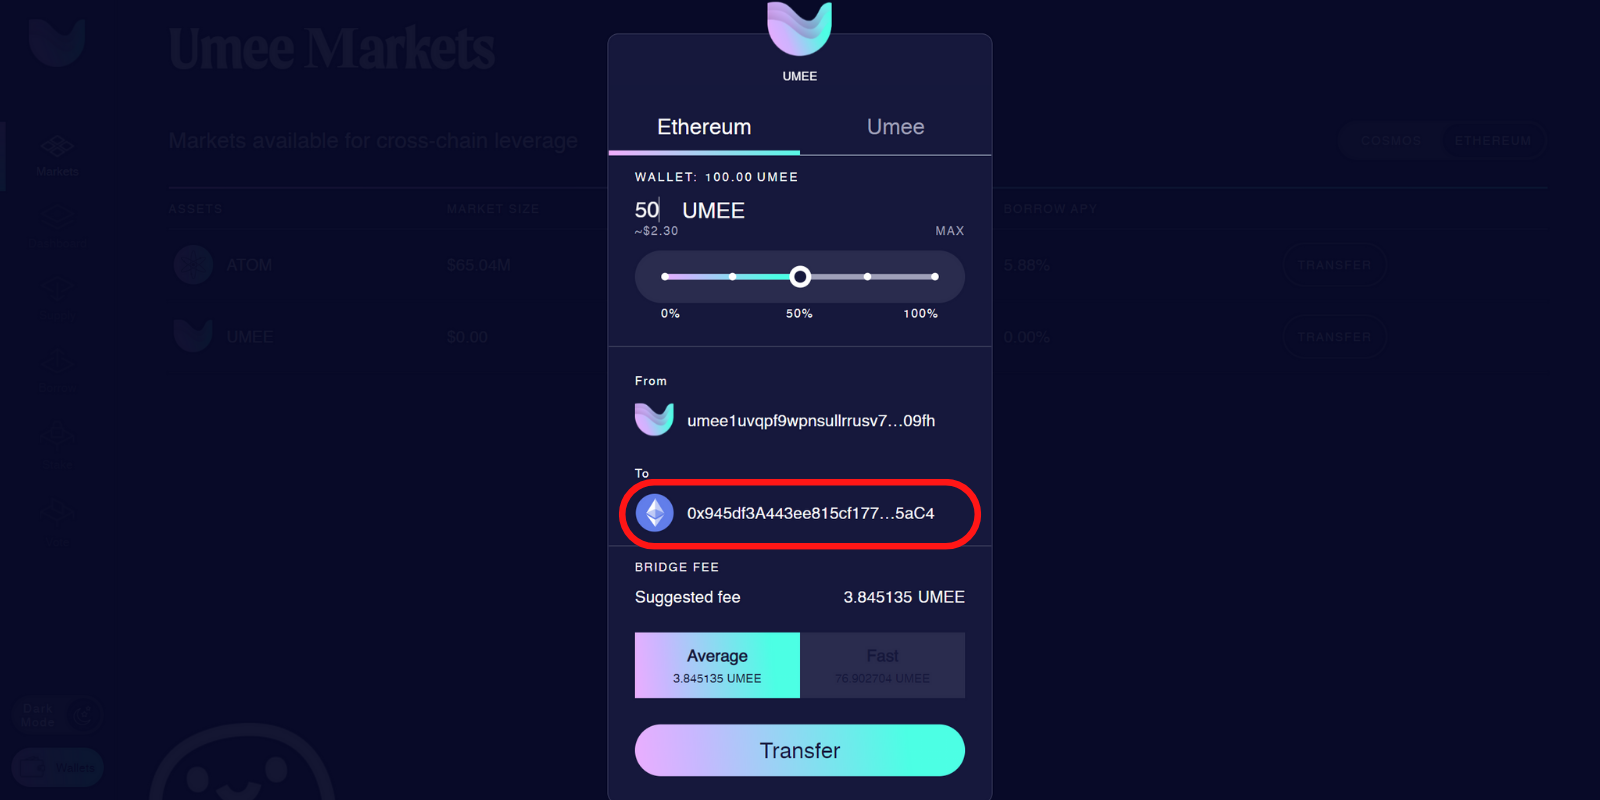 Umee Markets
UMEE
Ethereum Umee
Markets available for cross-chain leverage
COSMOS ETHEREUM
Markets
WALLET: 100.00 UMEE
ASSETS MARKET SIZE BORROW APY
50 UMEE
~$2.30 MAX
ATOM $65.04M 5.88% TRANSFER
0% 50% 100%
UMEE $0.00 0.00% TRANSFER
From
umee1uvqpf9wpnsullrrusv7...09fh
To
0x945df3A443ee815cf177...5aC4
BRIDGE FEE
Suggested fee 3.845135 UMEE
Average Fast
3.845135 UMEE 76.902704 UMEE
Dark
Mode
Transfer
Wallets